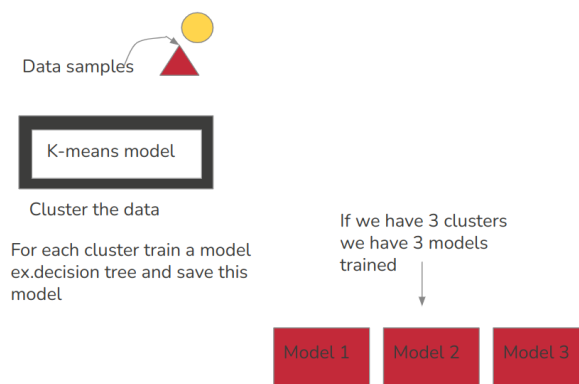 Data samples
K-means model
Cluster the data
For each cluster train a model
ex.decision tree and save this
model
If we have 3 clusters
we have 3 models
trained
Model 1
Model 2
Model 3